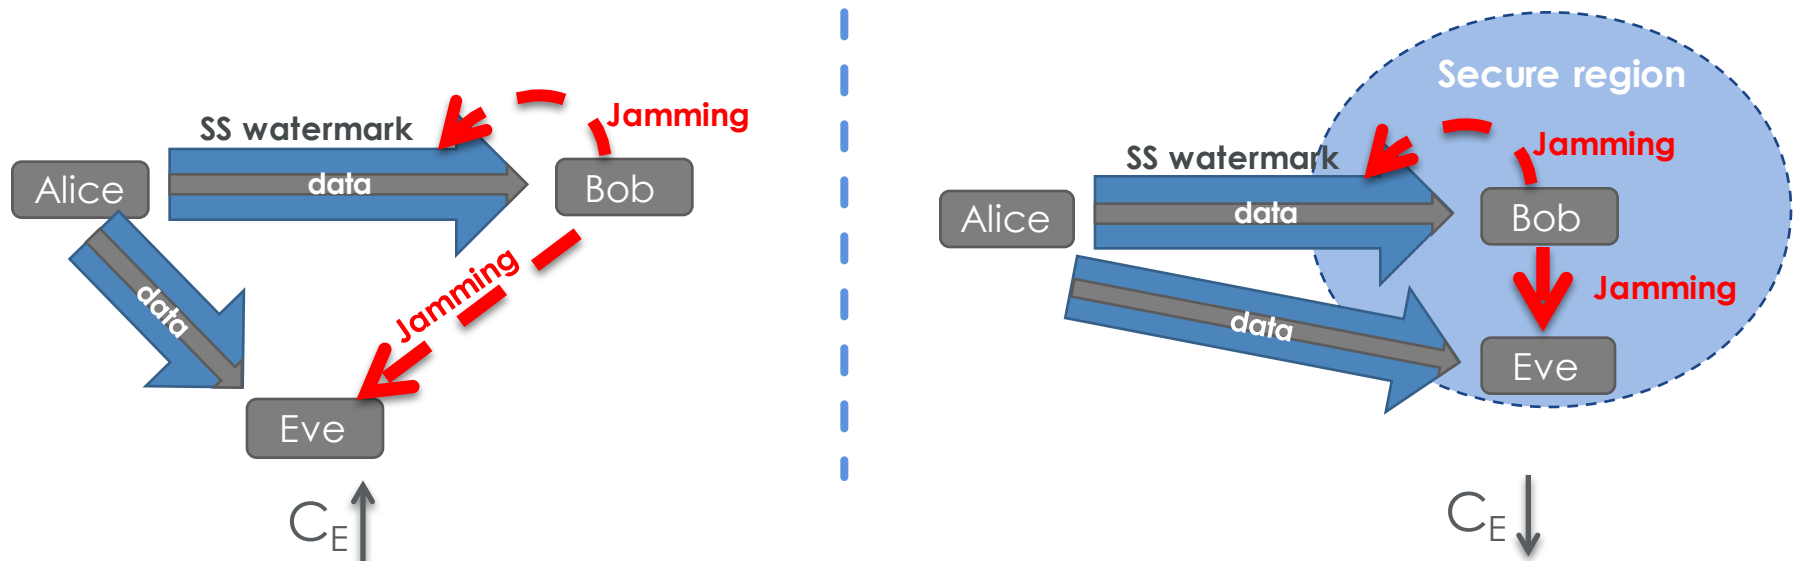 Jamming
SS watermark
Alice
data
Bob
data
Jamming
Eve
CE
Secure region
Jamming
SS watermark
Alice
data
Bob
Jamming
data
Eve
CE